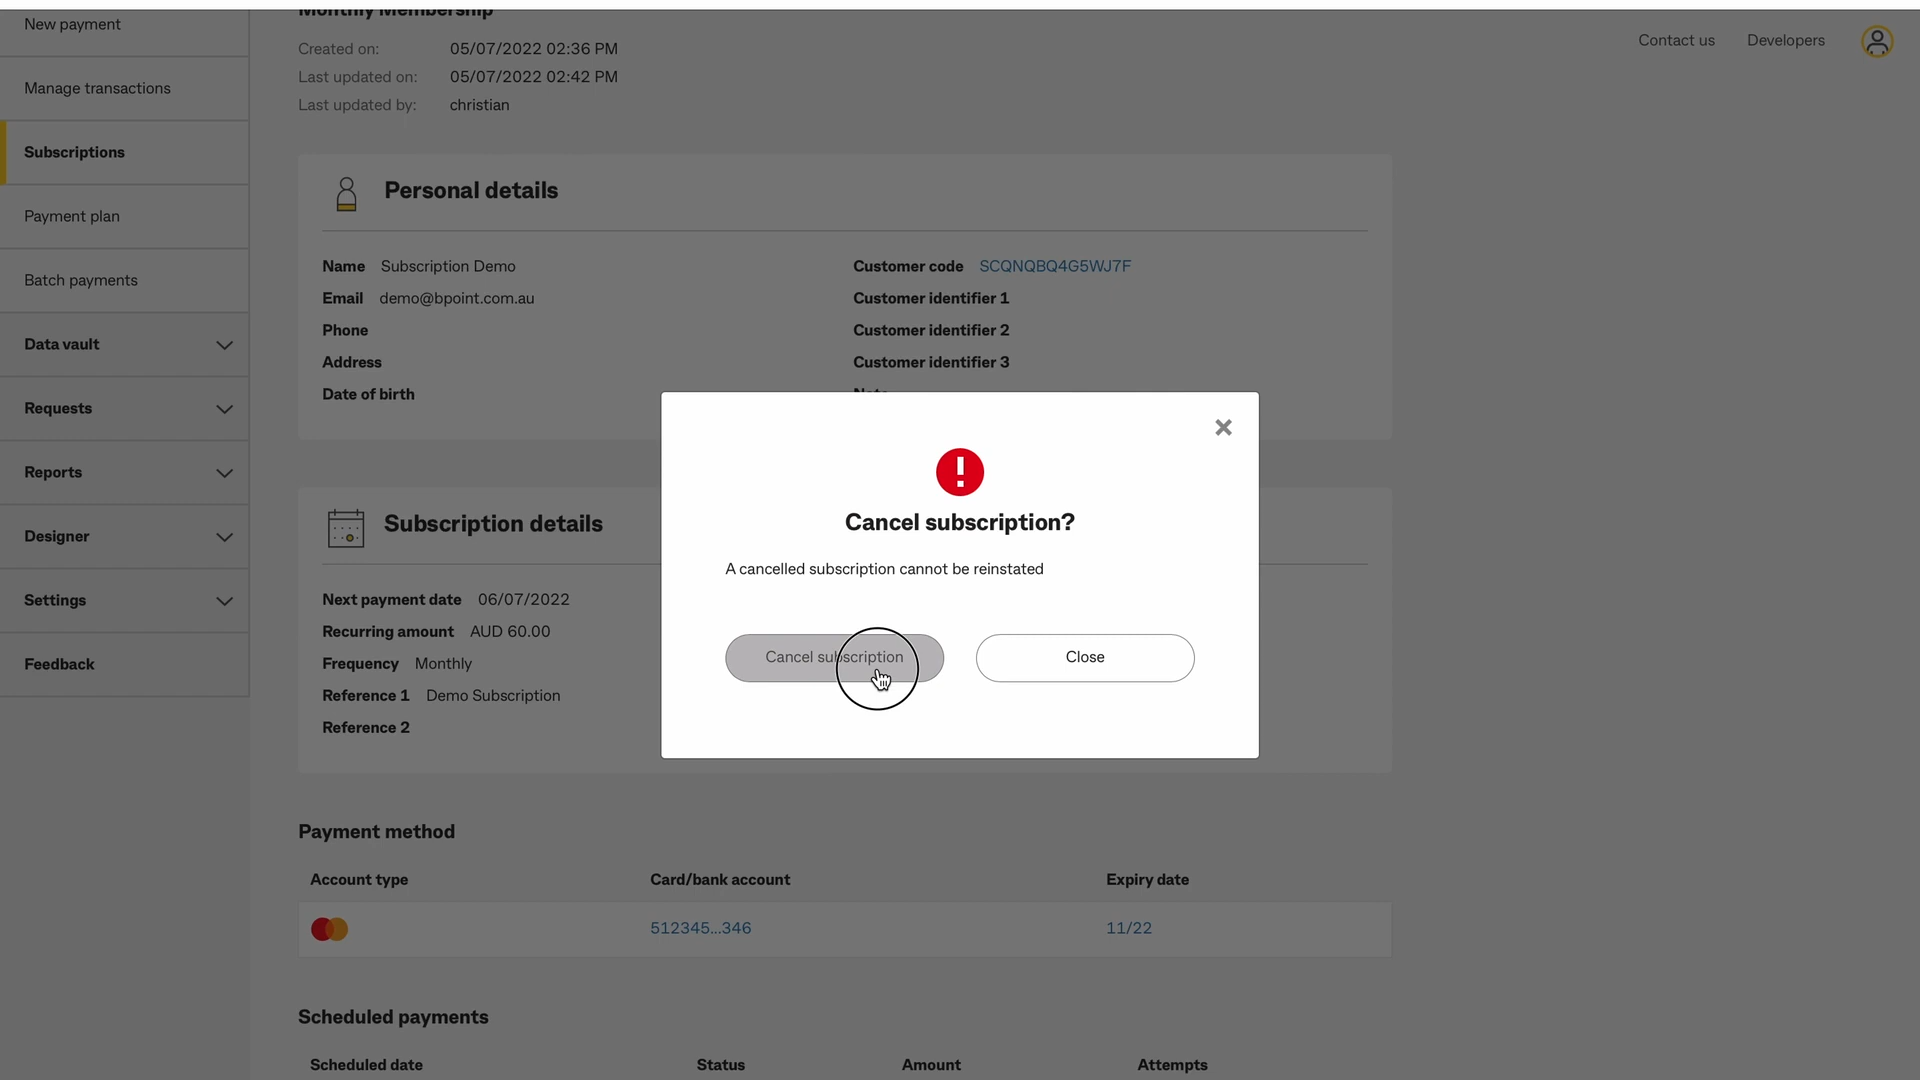 Monthly Membership
New payment
Created on: 05/07/2022 02:36 PM
Contact us Developers
Last updated on: 05/07/2022 02:42 PM
Manage transactions
Last updated by: christian
Subscriptions
Personal details
Payment plan
Name Subscription Demo
Customer code SCQNQBQ4G5WJ7F
Batch payments
Email demo@bpoint.com.au
Customer identifier 1
Phone
Customer identifier 2
Data vault
Address
Customer identifier 3
Date of birth
Note
Requests
Reports
Cancel subscription?
Subscription details
Designer
A cancelled subscription cannot be reinstated
Settings
Next payment date 06/07/2022
Recurring amount AUD 60.00
Cancel subscription
Close
Feedback
Frequency Monthly
Reference 1 Demo Subscription
Reference 2
Payment method
Account type Card/bank account Expiry date
512345...346 11/22
Scheduled payments
Scheduled date Status Amount Attempts